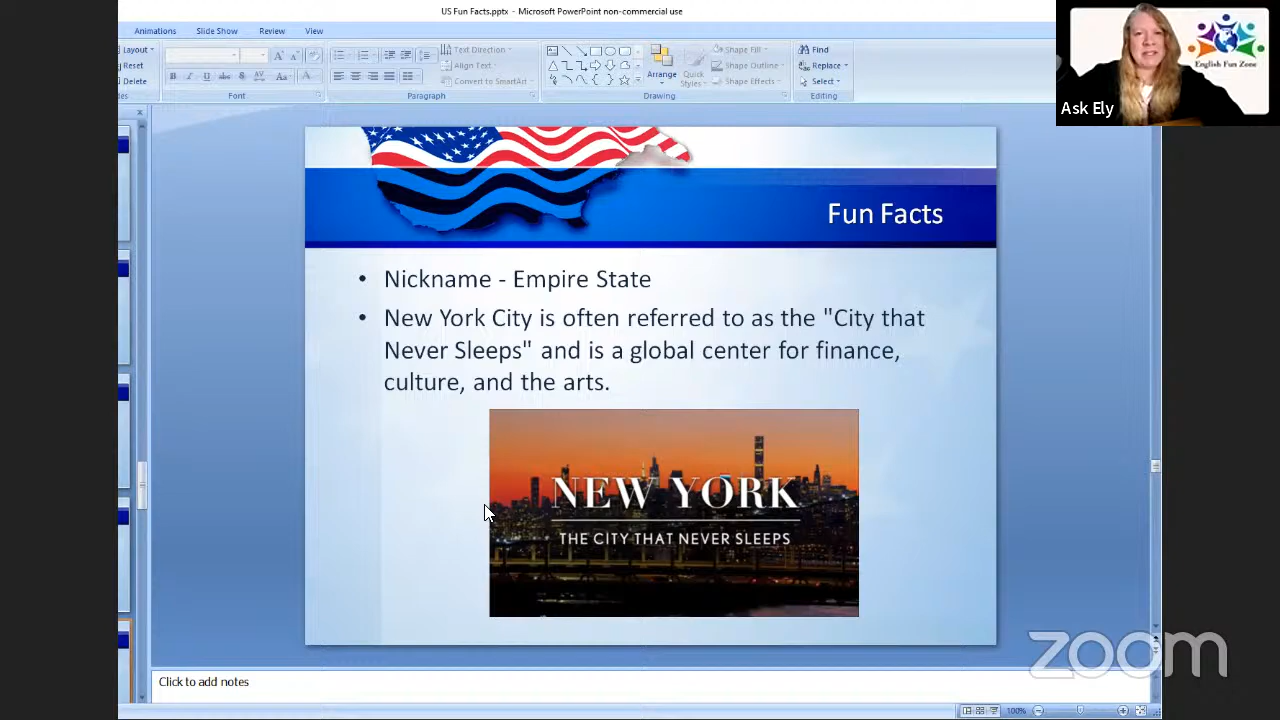 US Fun Facts.pptx - Microsoft PowerPoint non-commercial use
Animations Slide Show Review View
Layout Text Direction Shape Fill Find
Reset Align Text Arrange Quick Styles Shape Outline Replace
Delete Convert to SmartArt Shape Effects Select
Font Paragraph Drawing Editing
English Fun Zone
Ask Ely
Fun Facts
• Nickname - Empire State
• New York City is often referred to as the "City that
Never Sleeps" and is a global center for finance,
culture, and the arts.
NEW YORK
THE CITY THAT NEVER SLEEPS
zoom
Click to add notes
100%